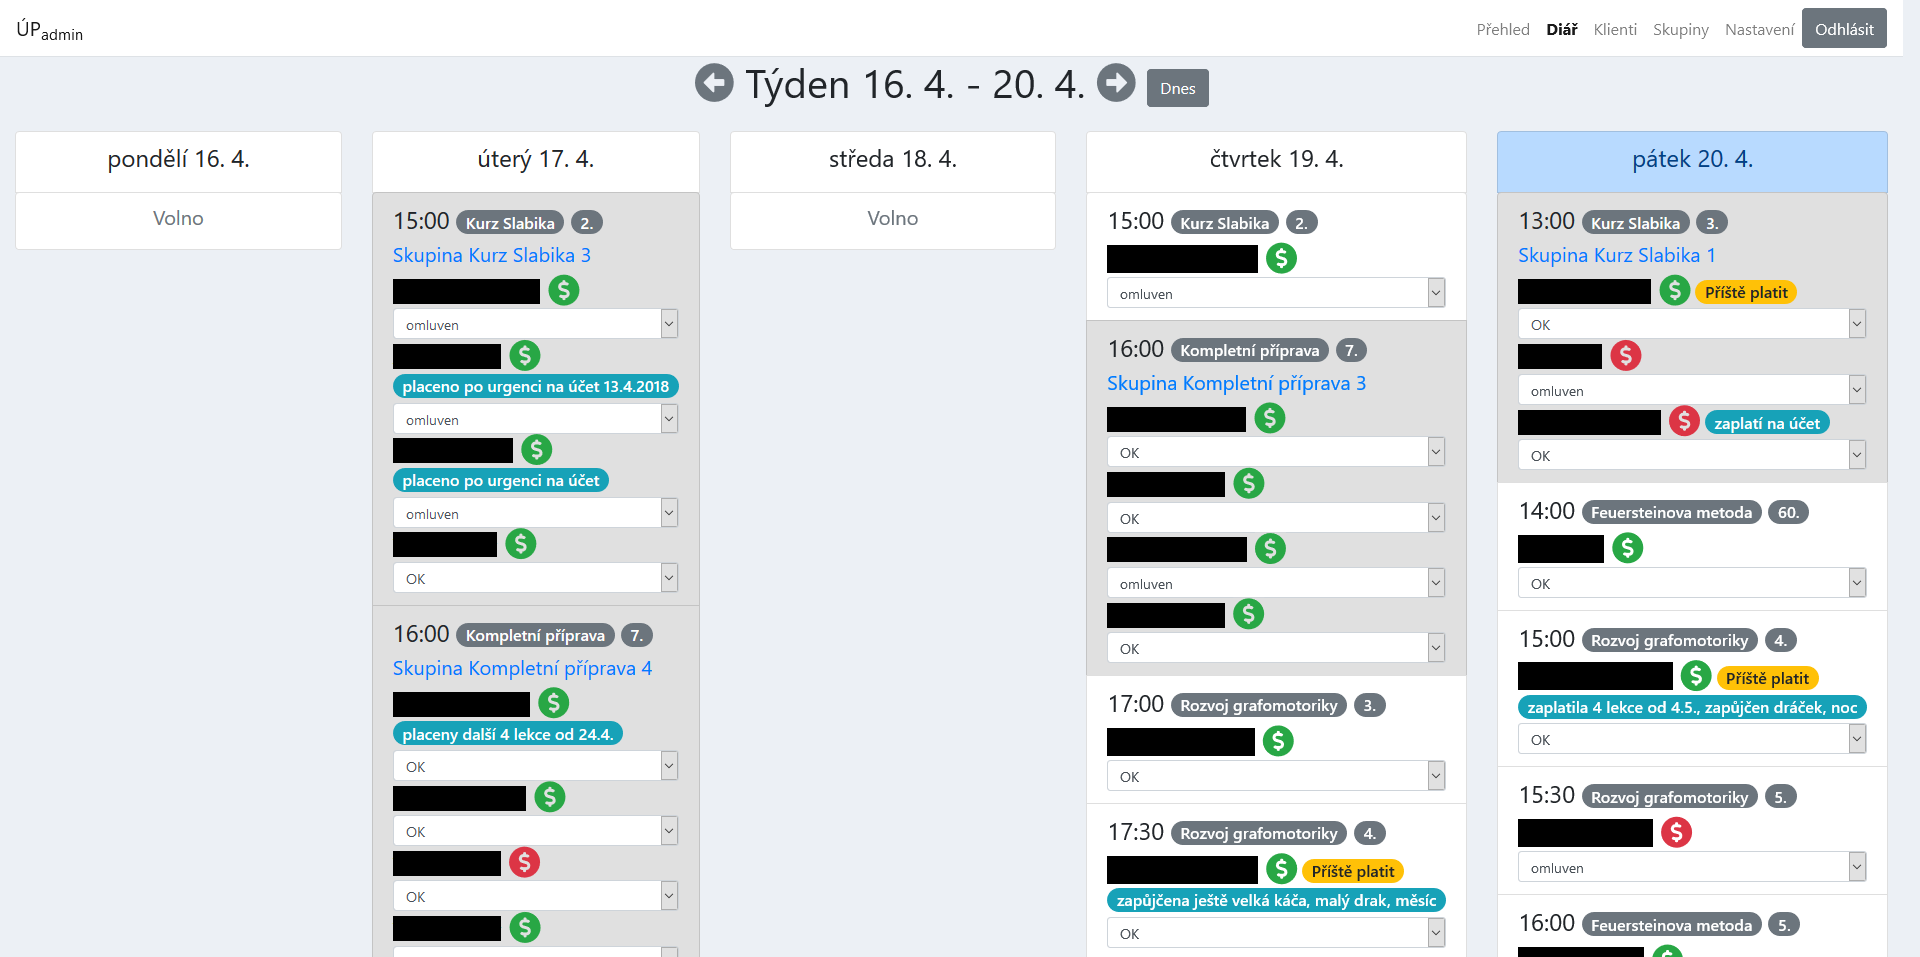 ÚPadmin
Přehled Diář Klienti Skupiny Nastavení Odhlásit
Týden 16. 4. - 20. 4. Dnes
pondělí 16. 4.
Volno
úterý 17. 4.
15:00 Kurz Slabika 2.
Skupina Kurz Slabika 3
omluven
placeno po urgenci na účet 13.4.2018
omluven
placeno po urgenci na účet
omluven
OK
16:00 Kompletní příprava 7.
Skupina Kompletní příprava 4
placeny další 4 lekce od 24.4.
OK
OK
OK
středa 18. 4.
Volno
čtvrtek 19. 4.
15:00 Kurz Slabika 2.
omluven
16:00 Kompletní příprava 7.
Skupina Kompletní příprava 3
OK
OK
omluven
OK
17:00 Rozvoj grafomotoriky 3.
OK
17:30 Rozvoj grafomotoriky 4.
Příště platit
zapůjčena ještě velká káča, malý drak, měsíc
OK
pátek 20. 4.
13:00 Kurz Slabika 3.
Skupina Kurz Slabika 1
Příště platit
OK
omluven
zaplatí na účet
OK
14:00 Feuersteinova metoda 60.
OK
15:00 Rozvoj grafomotoriky 4.
Příště platit
zaplatila 4 lekce od 4.5., zapůjčen dráček, noc
OK
15:30 Rozvoj grafomotoriky 5.
omluven
16:00 Feuersteinova metoda 5.